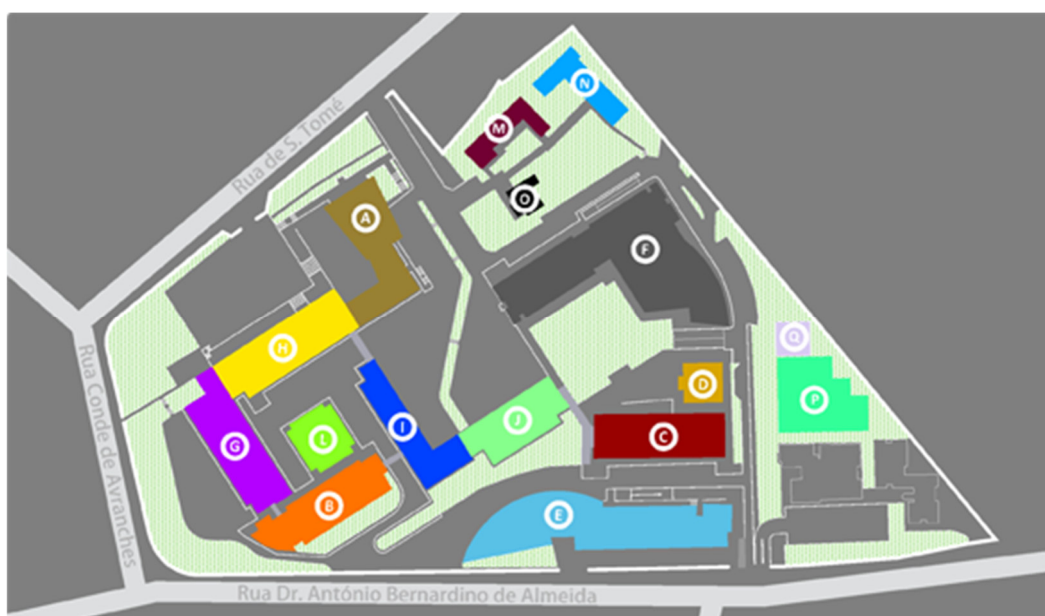 N
M
Rua de S. Tomé
O
A
F
Q
H
D
P
J
I
C
L
G
B
E
Rua Conde de Avranches
Rua Dr. António Bernardino de Almeida